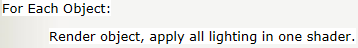 For Each Object:
Render object, apply all lighting in one shader.